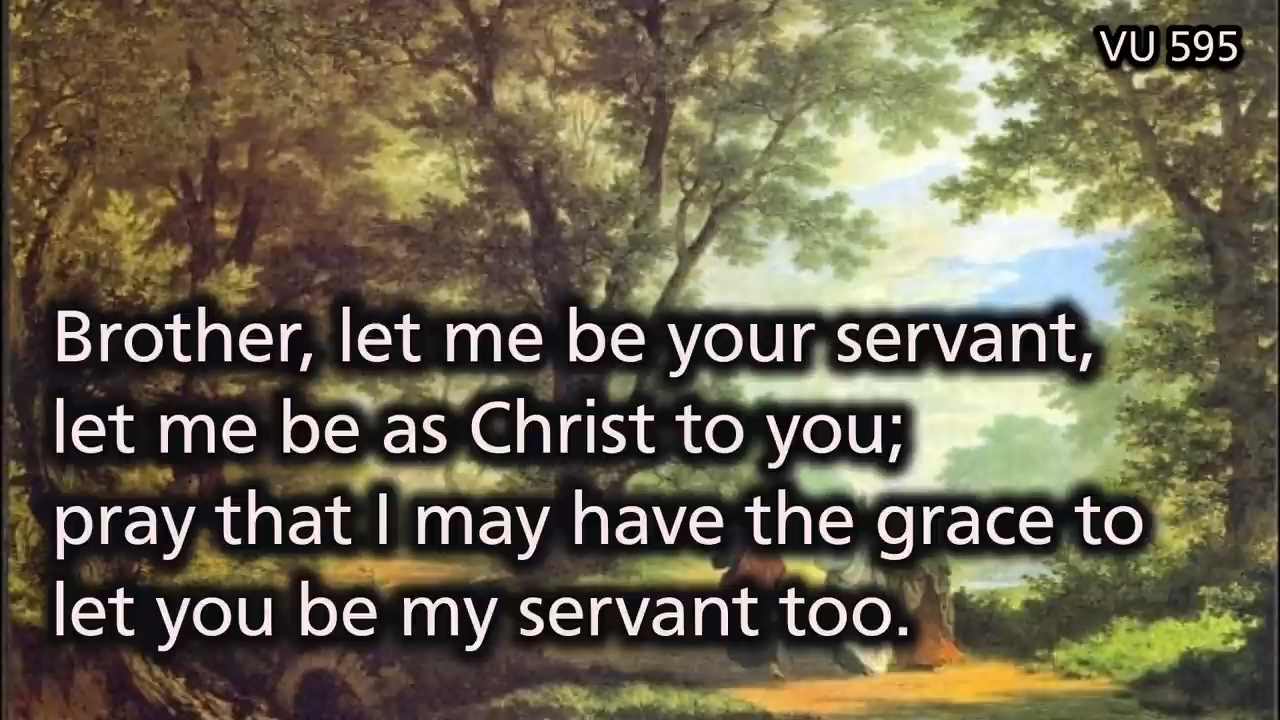 VU 595
Brother, let me be your servant,
let me be as Christ to you;
pray that I may have the grace to
let you be my servant too.